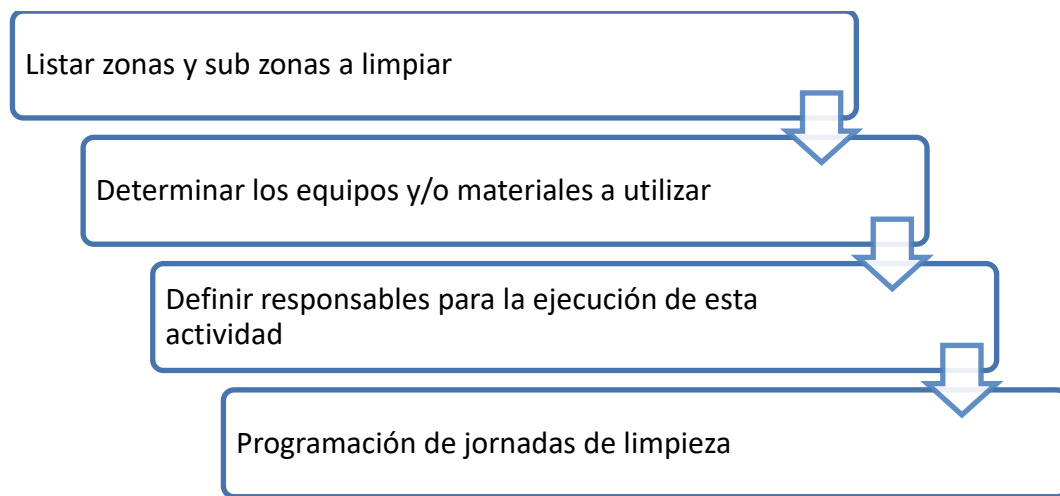 Listar zonas y sub zonas a limpiar
Determinar los equipos y/o materiales a utilizar
Definir responsables para la ejecución de esta
actividad
Programación de jornadas de limpieza